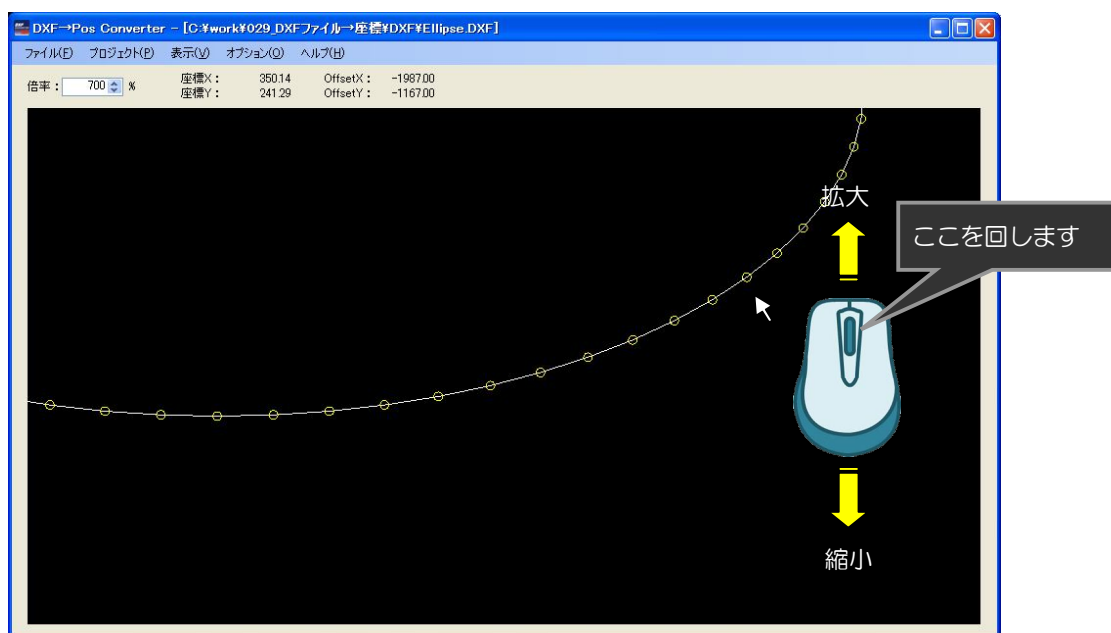 DXF→Pos Converter - [C:¥work¥029_DXFファイル→座標¥DXF¥Ellipse.DXF]
ファイル(F) プロジェクト(P) 表示(V) オプション(O) ヘルプ(H)
倍率: 700 %
座標X: 350.14 OffsetX: -1987.00
座標Y: 241.29 OffsetY: -1167.00
拡大
ここを回します
縮小